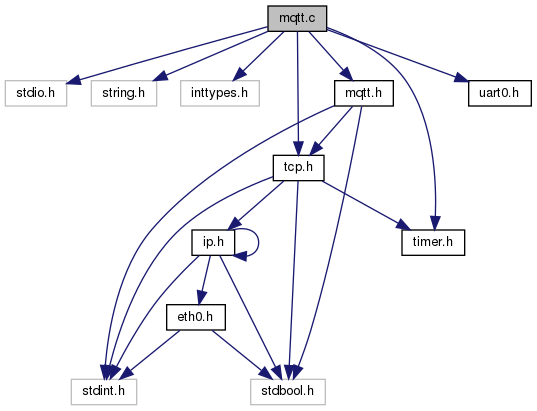 mqtt.c
stdio.h
string.h
inttypes.h
mqtt.h
uart0.h
tcp.h
ip.h
timer.h
eth0.h
stdint.h
stdbool.h